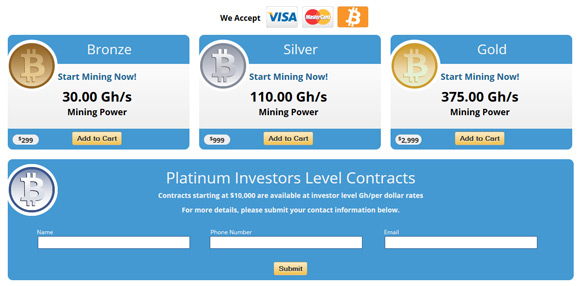 We Accept VISA MasterCard
Bronze
Start Mining Now!
30.00 Gh/s
Mining Power
$299
Add to Cart
Silver
Start Mining Now!
110.00 Gh/s
Mining Power
$999
Add to Cart
Gold
Start Mining Now!
375.00 Gh/s
Mining Power
$2,999
Add to Cart
Platinum Investors Level Contracts
Contracts starting at $10,000 are available at investor level Gh/per dollar rates
For more details, please submit your contact information below.
Name Phone Number Email
Submit